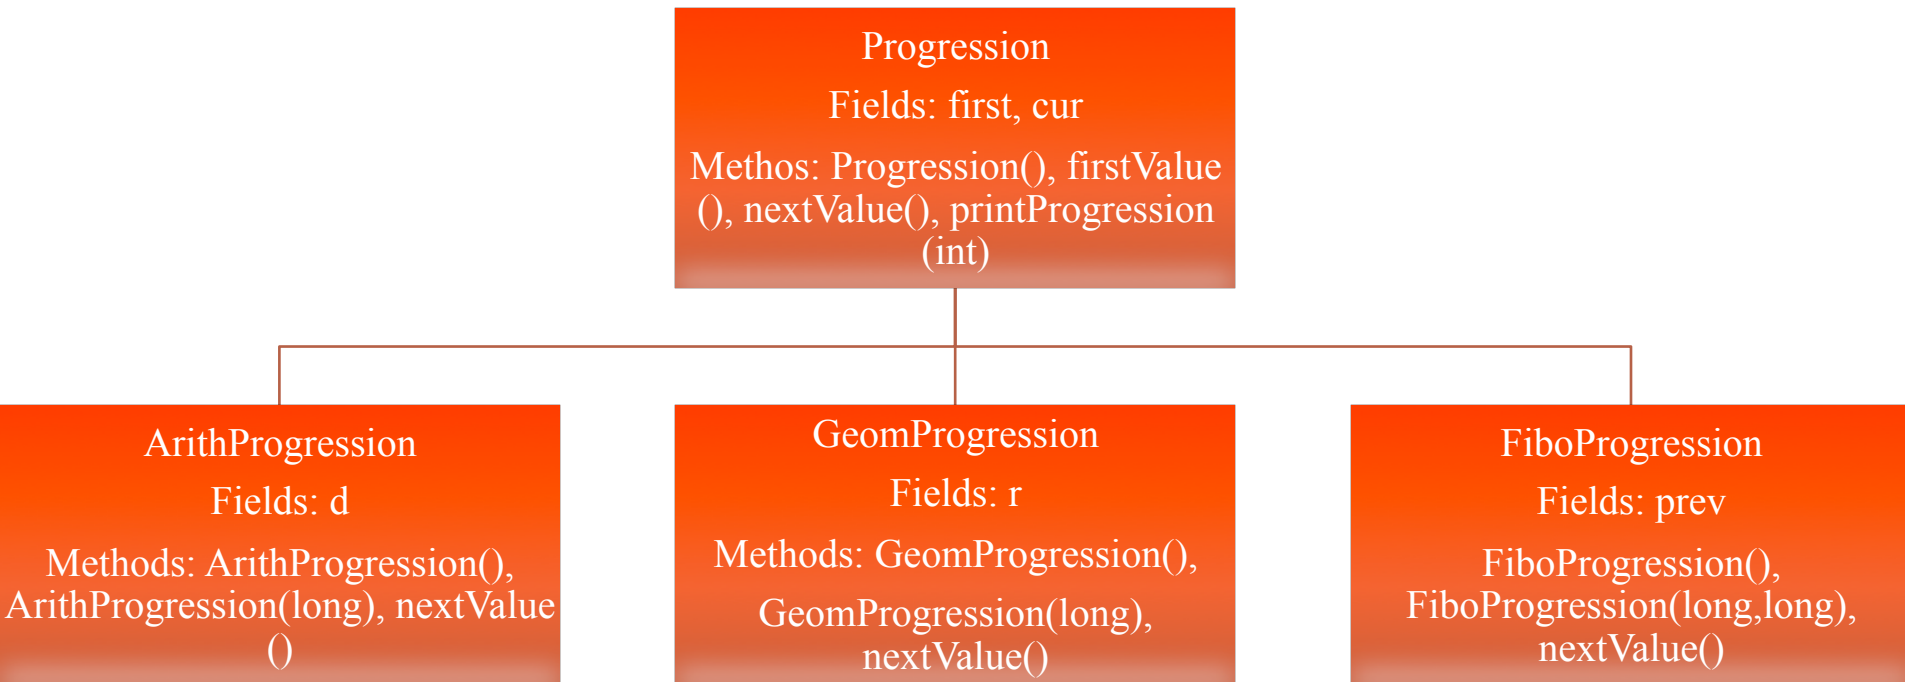 Progression
Fields: first, cur
Methos: Progression(), firstValue
(), nextValue(), printProgression
(int)
ArithProgression
Fields: d
Methods: ArithProgression(),
ArithProgression(long), nextValue
()
GeomProgression
Fields: r
Methods: GeomProgression(),
GeomProgression(long),
nextValue()
FiboProgression
Fields: prev
FiboProgression(),
FiboProgression(long,long),
nextValue()